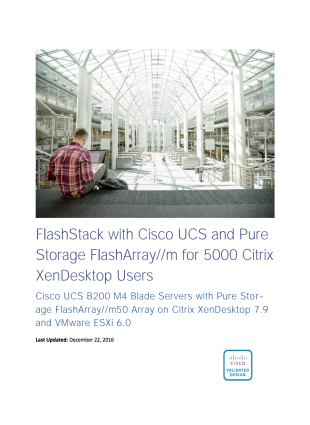 FlashStack with Cisco UCS and Pure
Storage FlashArray//m for 5000 Citrix
XenDesktop Users
Cisco UCS B200 M4 Blade Servers with Pure Stor-
age FlashArray//m50 Array on Citrix XenDesktop 7.9
and VMware ESXi 6.0
Last Updated: December 22, 2016
CISCO
VALIDATED
DESIGN